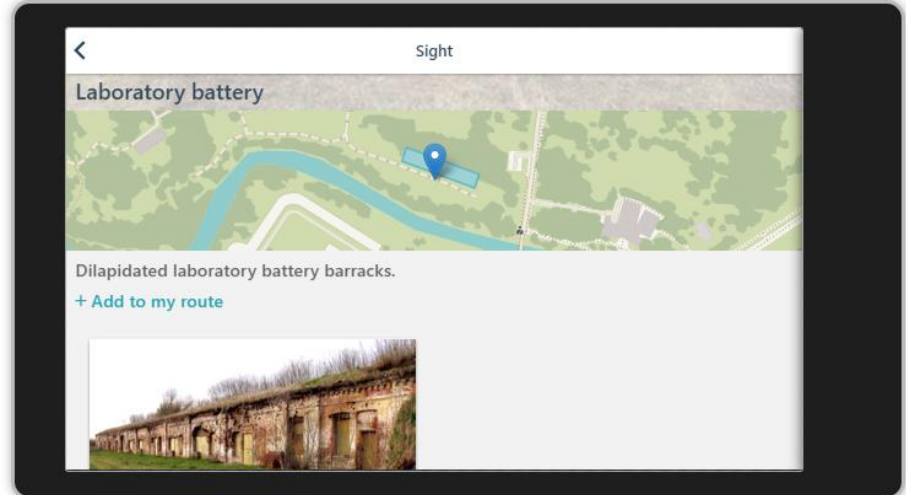 Sight
Laboratory battery
Dilapidated laboratory battery barracks.
+ Add to my route